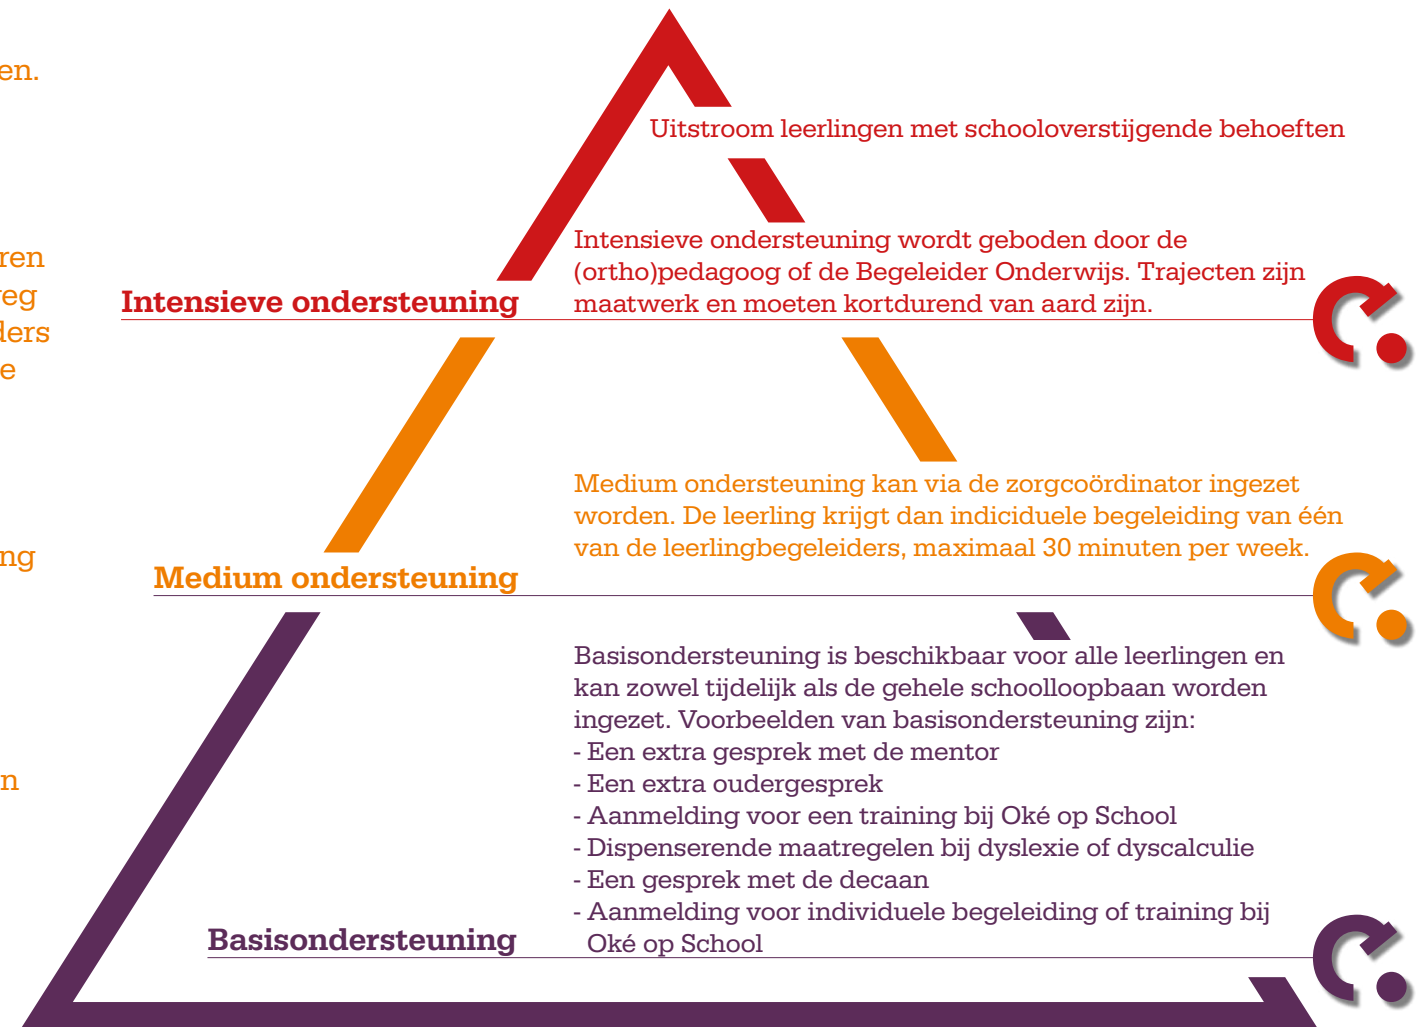 en.
ren
eg
ders
e
ng
n
Uitstroom leerlingen met schooloverstijgende behoeften
Intensieve ondersteuning wordt geboden door de
(ortho)pedagoog of de Begeleider Onderwijs. Trajecten zijn
maatwerk en moeten kortdurend van aard zijn.
Intensieve ondersteuning
Medium ondersteuning kan via de zorgcoördinator ingezet
worden. De leerling krijgt dan indiciduele begeleiding van één
van de leerlingbegeleiders, maximaal 30 minuten per week.
Medium ondersteuning
Basisondersteuning is beschikbaar voor alle leerlingen en
kan zowel tijdelijk als de gehele schoolloopbaan worden
ingezet. Voorbeelden van basisondersteuning zijn:
- Een extra gesprek met de mentor
- Een extra oudergesprek
- Aanmelding voor een training bij Oké op School
- Dispenserende maatregelen bij dyslexie of dyscalculie
- Een gesprek met de decaan
- Aanmelding voor individuele begeleiding of training bij
Oké op School
Basisondersteuning